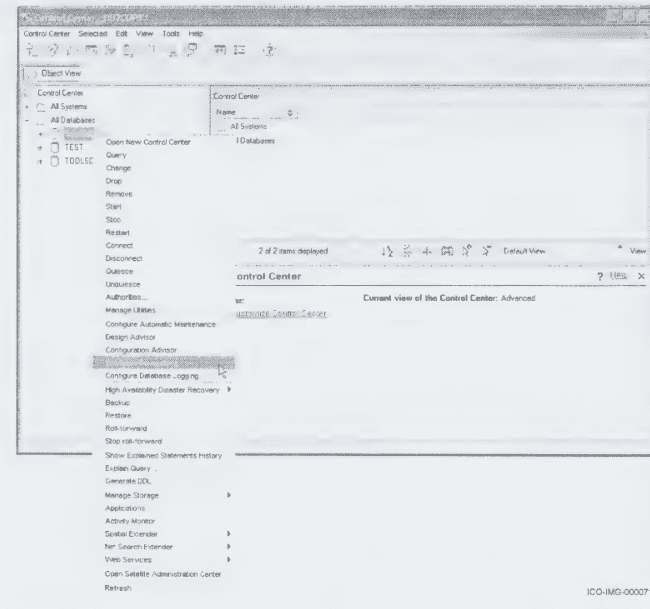 Control Center
Control Center Selected Edit View Tools Help
Object View
Control Center
All Systems
All Databases
TEST
TOOLSD
Control Center
Name
All Systems
l Databases
Open New Control Center
Query
Change
Drop
Remove
Start
Stop
Restart
Connect
Disconnect
Quiesce
Unquiesce
Authorities...
Manage Utilities
Configure Automatic Maintenance
Design Advisor
Configuration Advisor
Configure Database Logging
High Availability Disaster Recovery
Backup
Restore
Roll-forward
Stop roll-forward
Show Explained Statements History
Explain Query ..
Generate DDL
Manage Storage
Applications
Activity Monitor
Spatial Extender
Net Search Extender
Web Services
Open Satellite Administration Center
Refresh
2 of 2 items displayed
Default View
View
ontrol Center
? Help X
Current view of the Control Center: Advanced
ustomize Control Center
ICO-IMG-000071